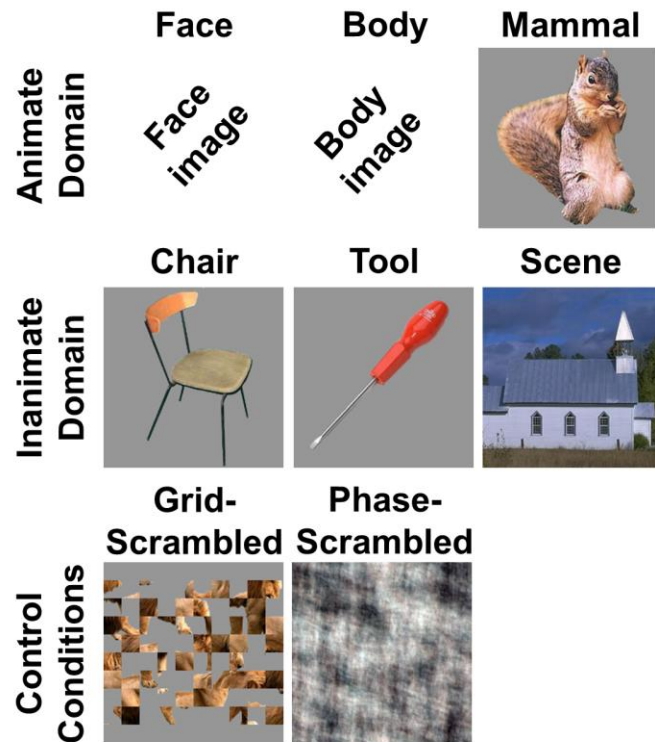 Face Body Mammal
Animate
Domain
Face
image
Body
image
Chair Tool Scene
Inanimate
Domain
Grid-
Scrambled
Phase-
Scrambled
Control
Conditions